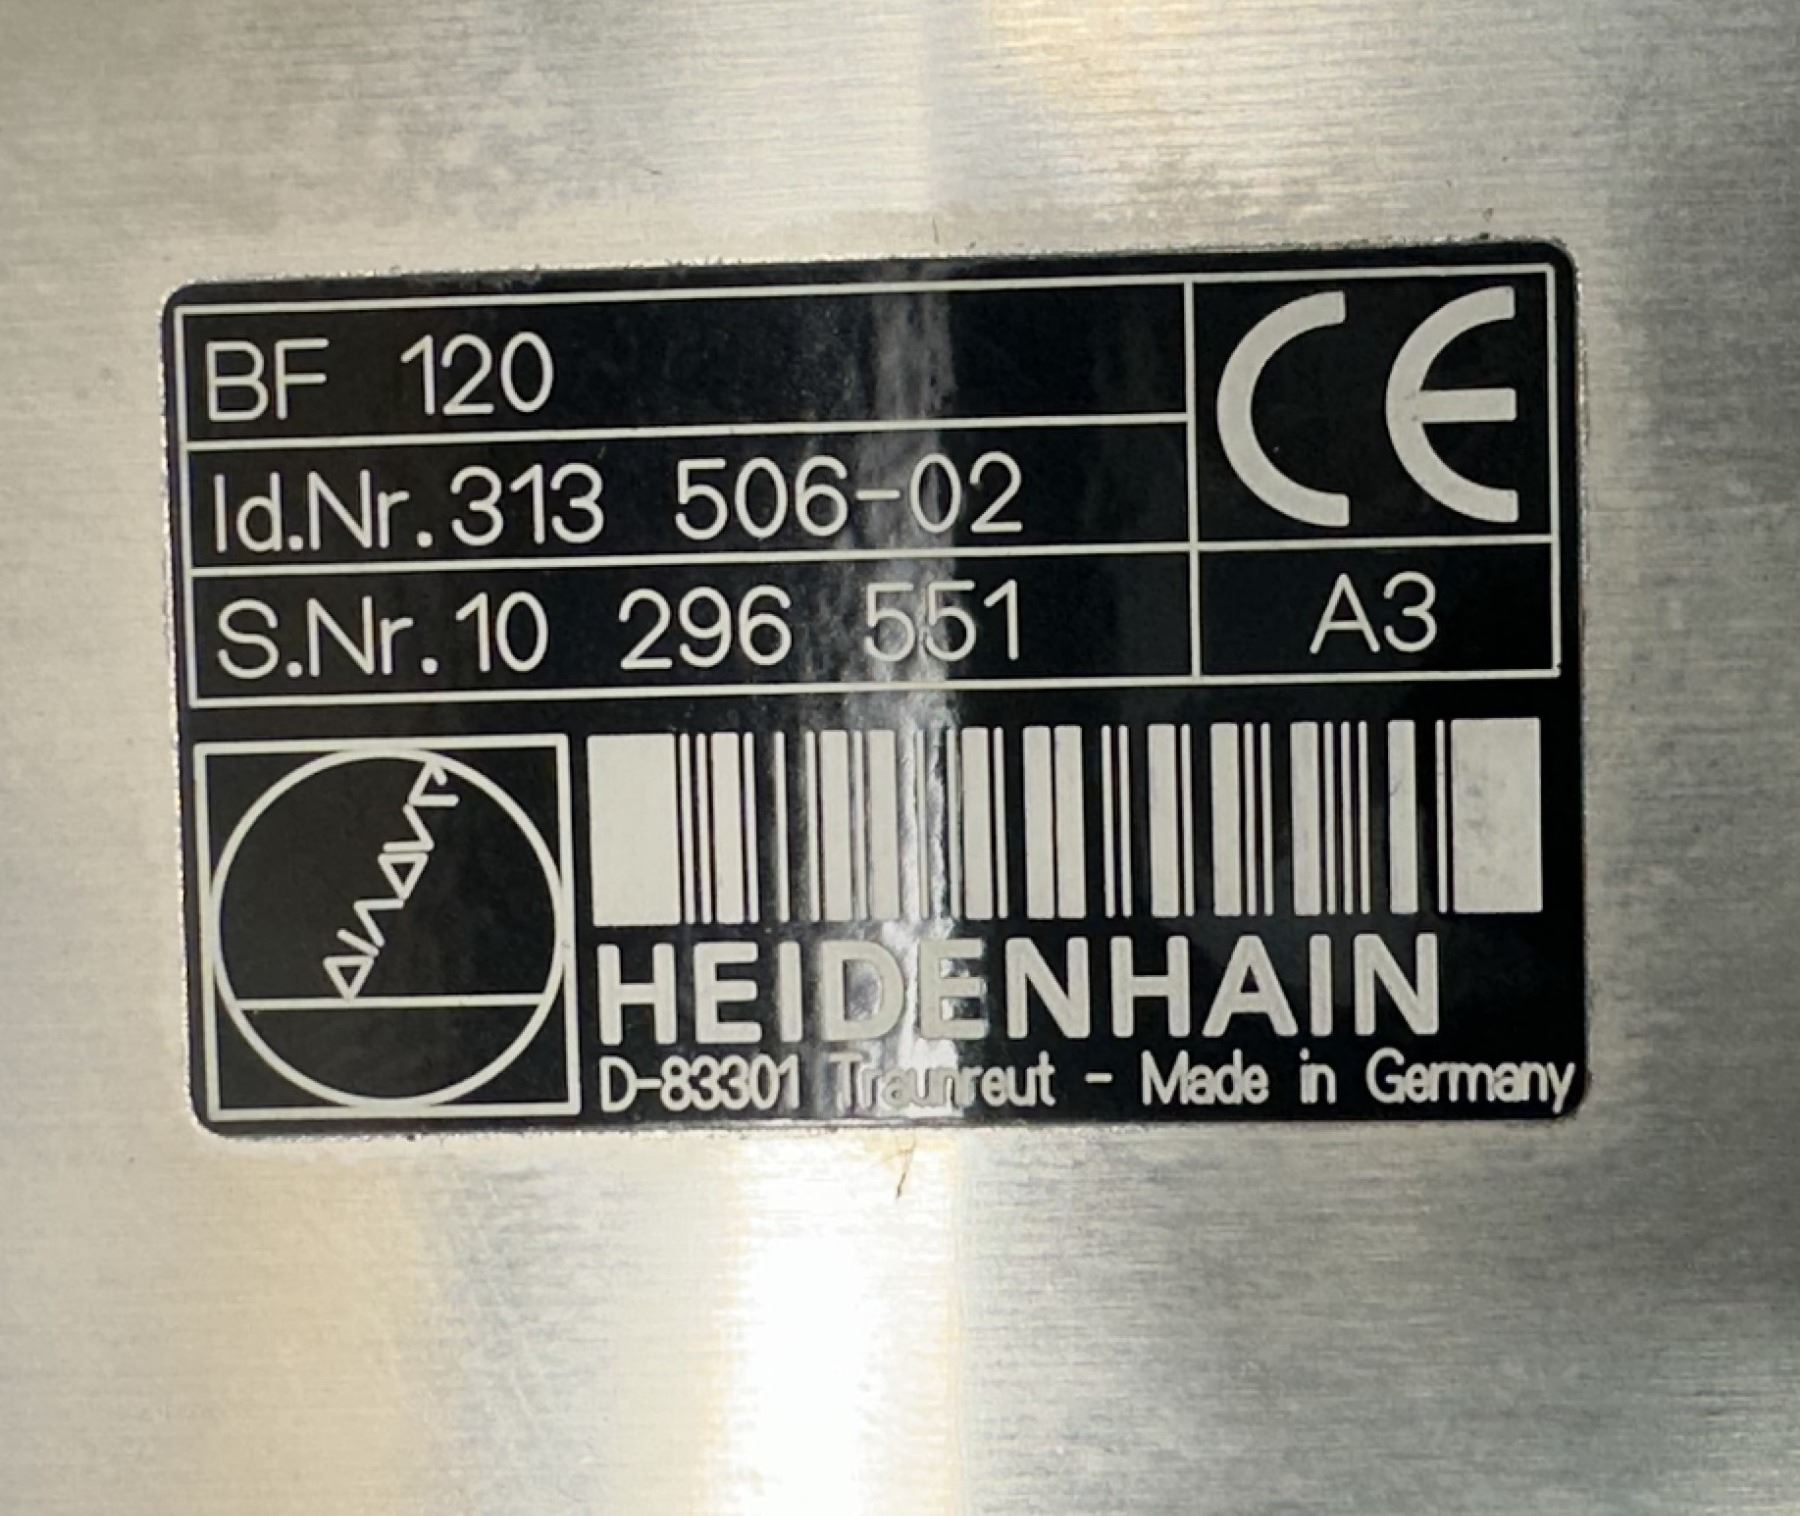 BF 120
CE
Id.Nr. 313 506-02
S.Nr. 10 296 551
A3
HEIDENHAIN
D-83301 Traunreut - Made in Germany